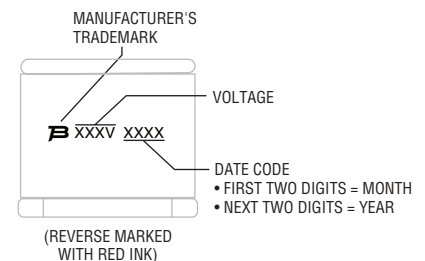 MANUFACTURER'S
TRADEMARK
VOLTAGE
XXXV XXXX
DATE CODE
• FIRST TWO DIGITS = MONTH
• NEXT TWO DIGITS = YEAR
(REVERSE MARKED
WITH RED INK)